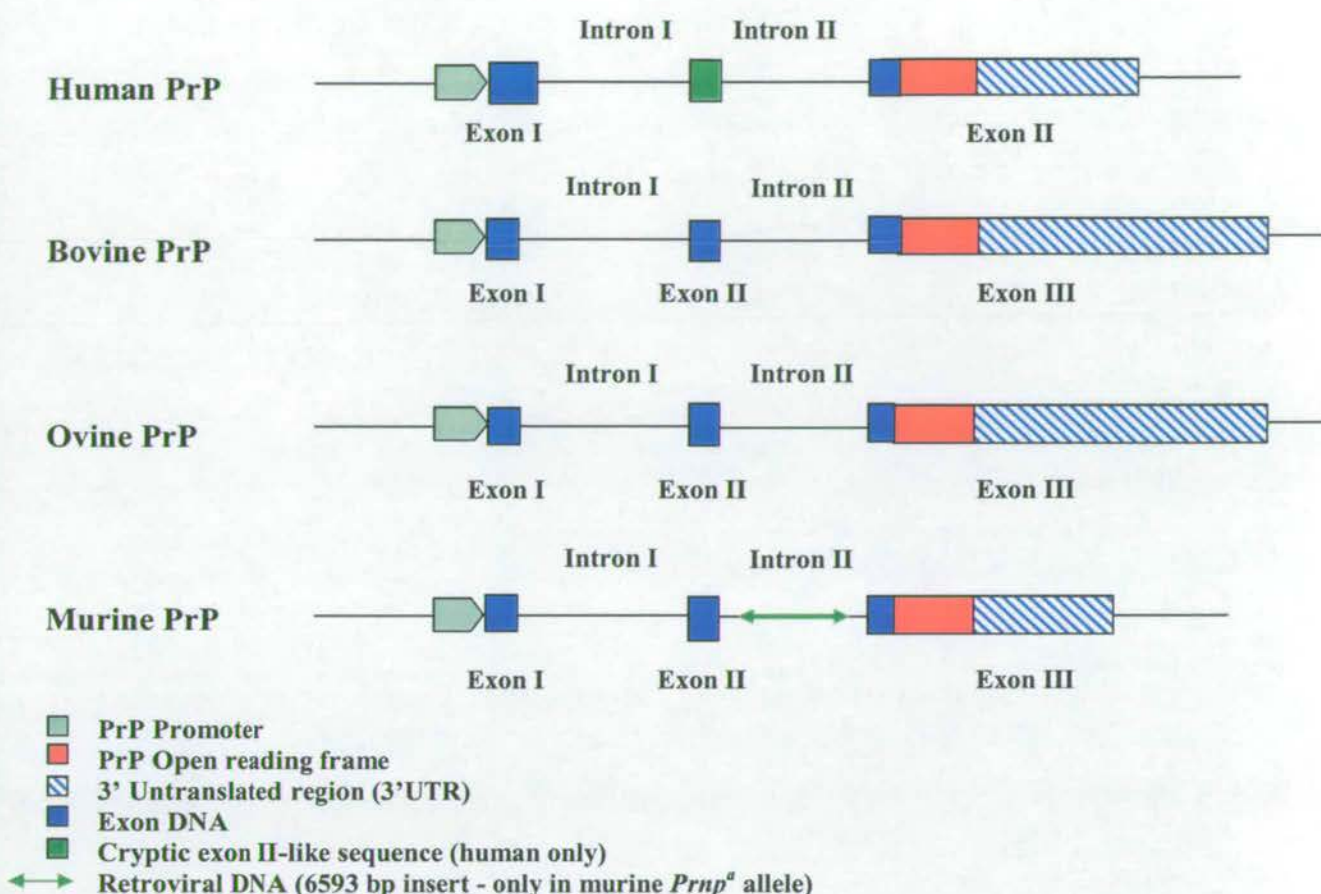 Intron I Intron II
Human PrP
Exon I Exon II
Intron I Intron II
Bovine PrP
Exon I Exon II Exon III
Intron I Intron II
Ovine PrP
Exon I Exon II Exon III
Intron I Intron II
Murine PrP
Exon I Exon II Exon III
PrP Promoter
PrP Open reading frame
3' Untranslated region (3'UTR)
Exon DNA
Cryptic exon II-like sequence (human only)
Retroviral DNA (6593 bp insert - only in murine Prnpª allele)